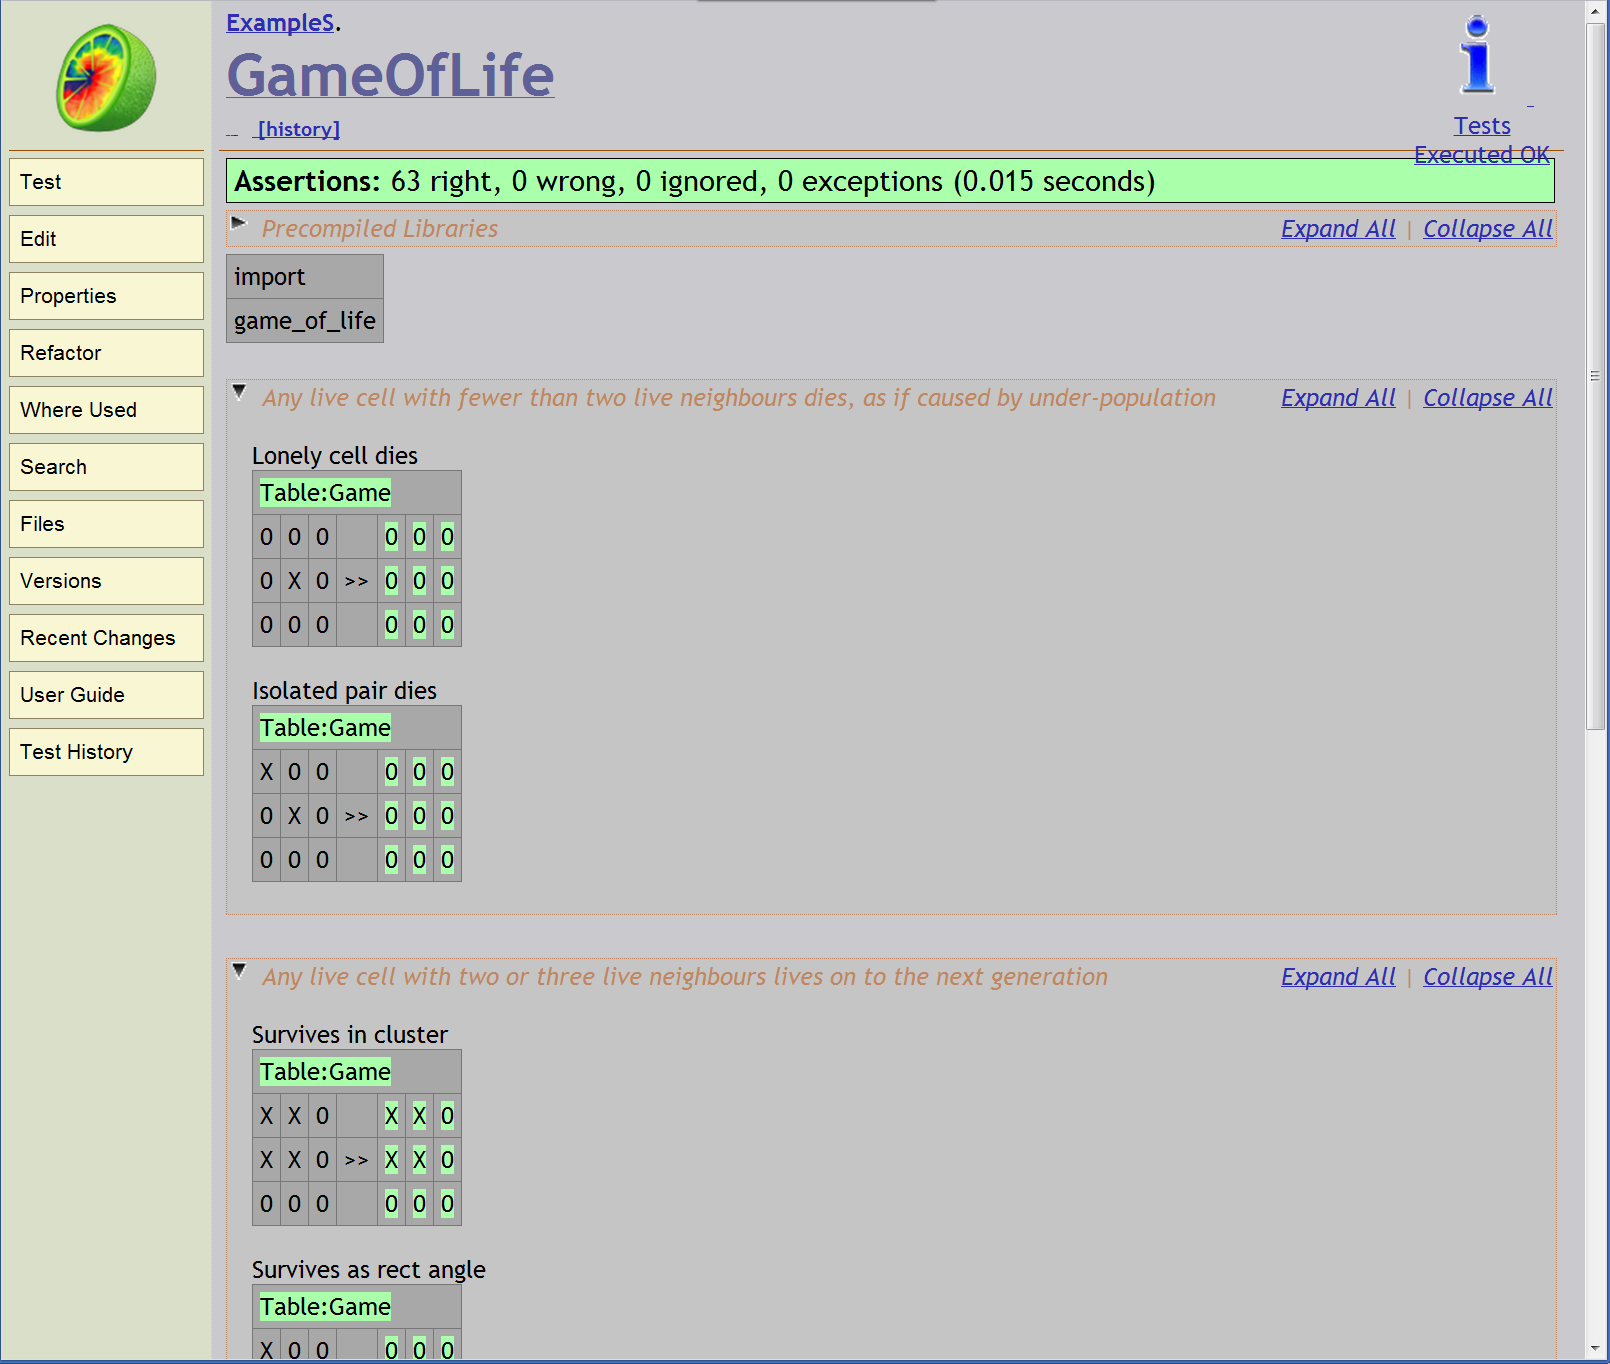 ExampleS.
GameOfLife
[history]
Tests
Executed OK
Test
Edit
Properties
Refactor
Where Used
Search
Files
Versions
Recent Changes
User Guide
Test History
Assertions: 63 right, 0 wrong, 0 ignored, 0 exceptions (0.015 seconds)
Precompiled Libraries Expand All | Collapse All
import
game_of_life
Any live cell with fewer than two live neighbours dies, as if caused by under-population Expand All | Collapse All
Lonely cell dies
Table:Game
0 0 0 0 0 0
0 X 0 >> 0 0 0
0 0 0 0 0 0
Isolated pair dies
Table:Game
X 0 0 0 0 0
0 X 0 >> 0 0 0
0 0 0 0 0 0
Any live cell with two or three live neighbours lives on to the next generation Expand All | Collapse All
Survives in cluster
Table:Game
X X 0 X X 0
X X 0 >> X X 0
0 0 0 0 0 0
Survives as rect angle
Table:Game
X 0 0 0 0 0